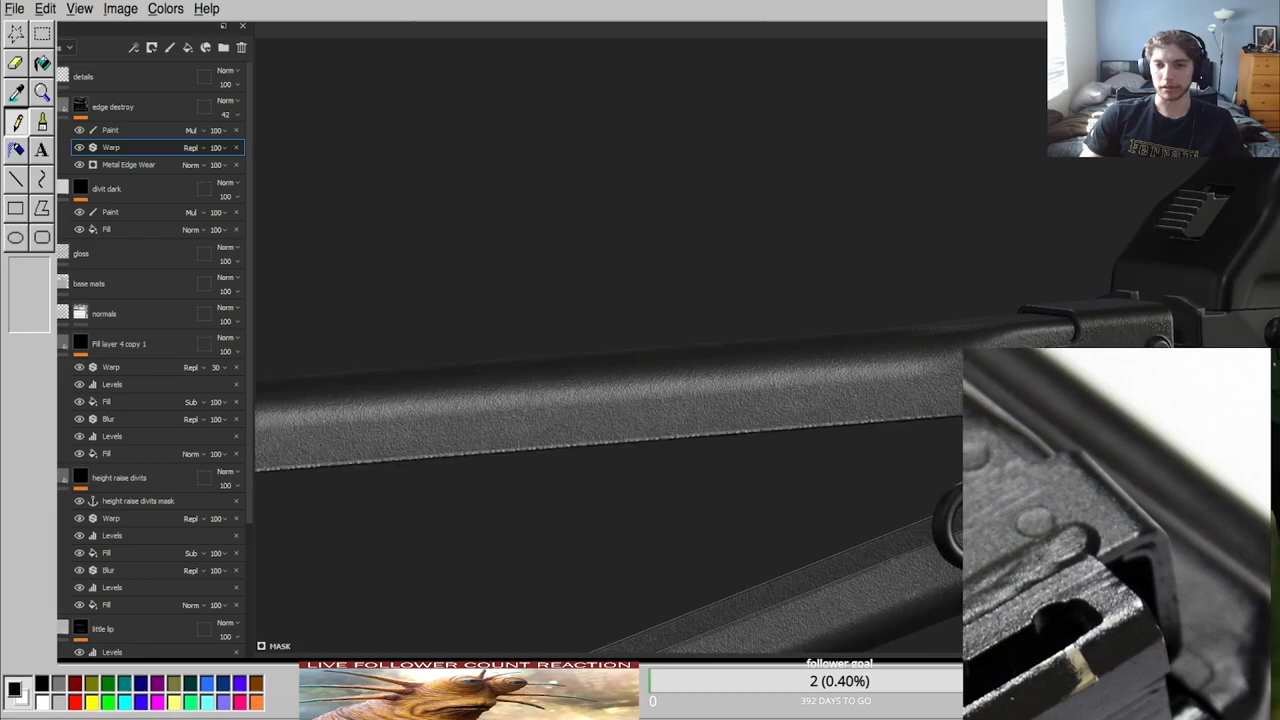 File Edit View Image Colors Help
details Norm 100
edge destroy Norm 42
Paint Mul 100
Warp Repl 100
Metal Edge Wear Norm 100
divit dark Norm 100
Paint Mul 100
Fill Norm 100
gloss Norm 100
base mats Norm 100
normals Norm 100
Fill layer 4 copy 1 Norm 100
Warp Repl 30
Levels
Fill Sub 100
Blur Repl 100
Levels
Fill Norm 100
height raise divits Norm 100
height raise divits mask
Warp Repl 100
Levels
Fill Sub 100
Blur Repl 100
Levels
Fill Norm 100
little lip Norm 100
Levels
MASK
LIVE FOLLOWER COUNT REACTION
follower goal
0 2 (0.40%)
392 DAYS TO GO
A